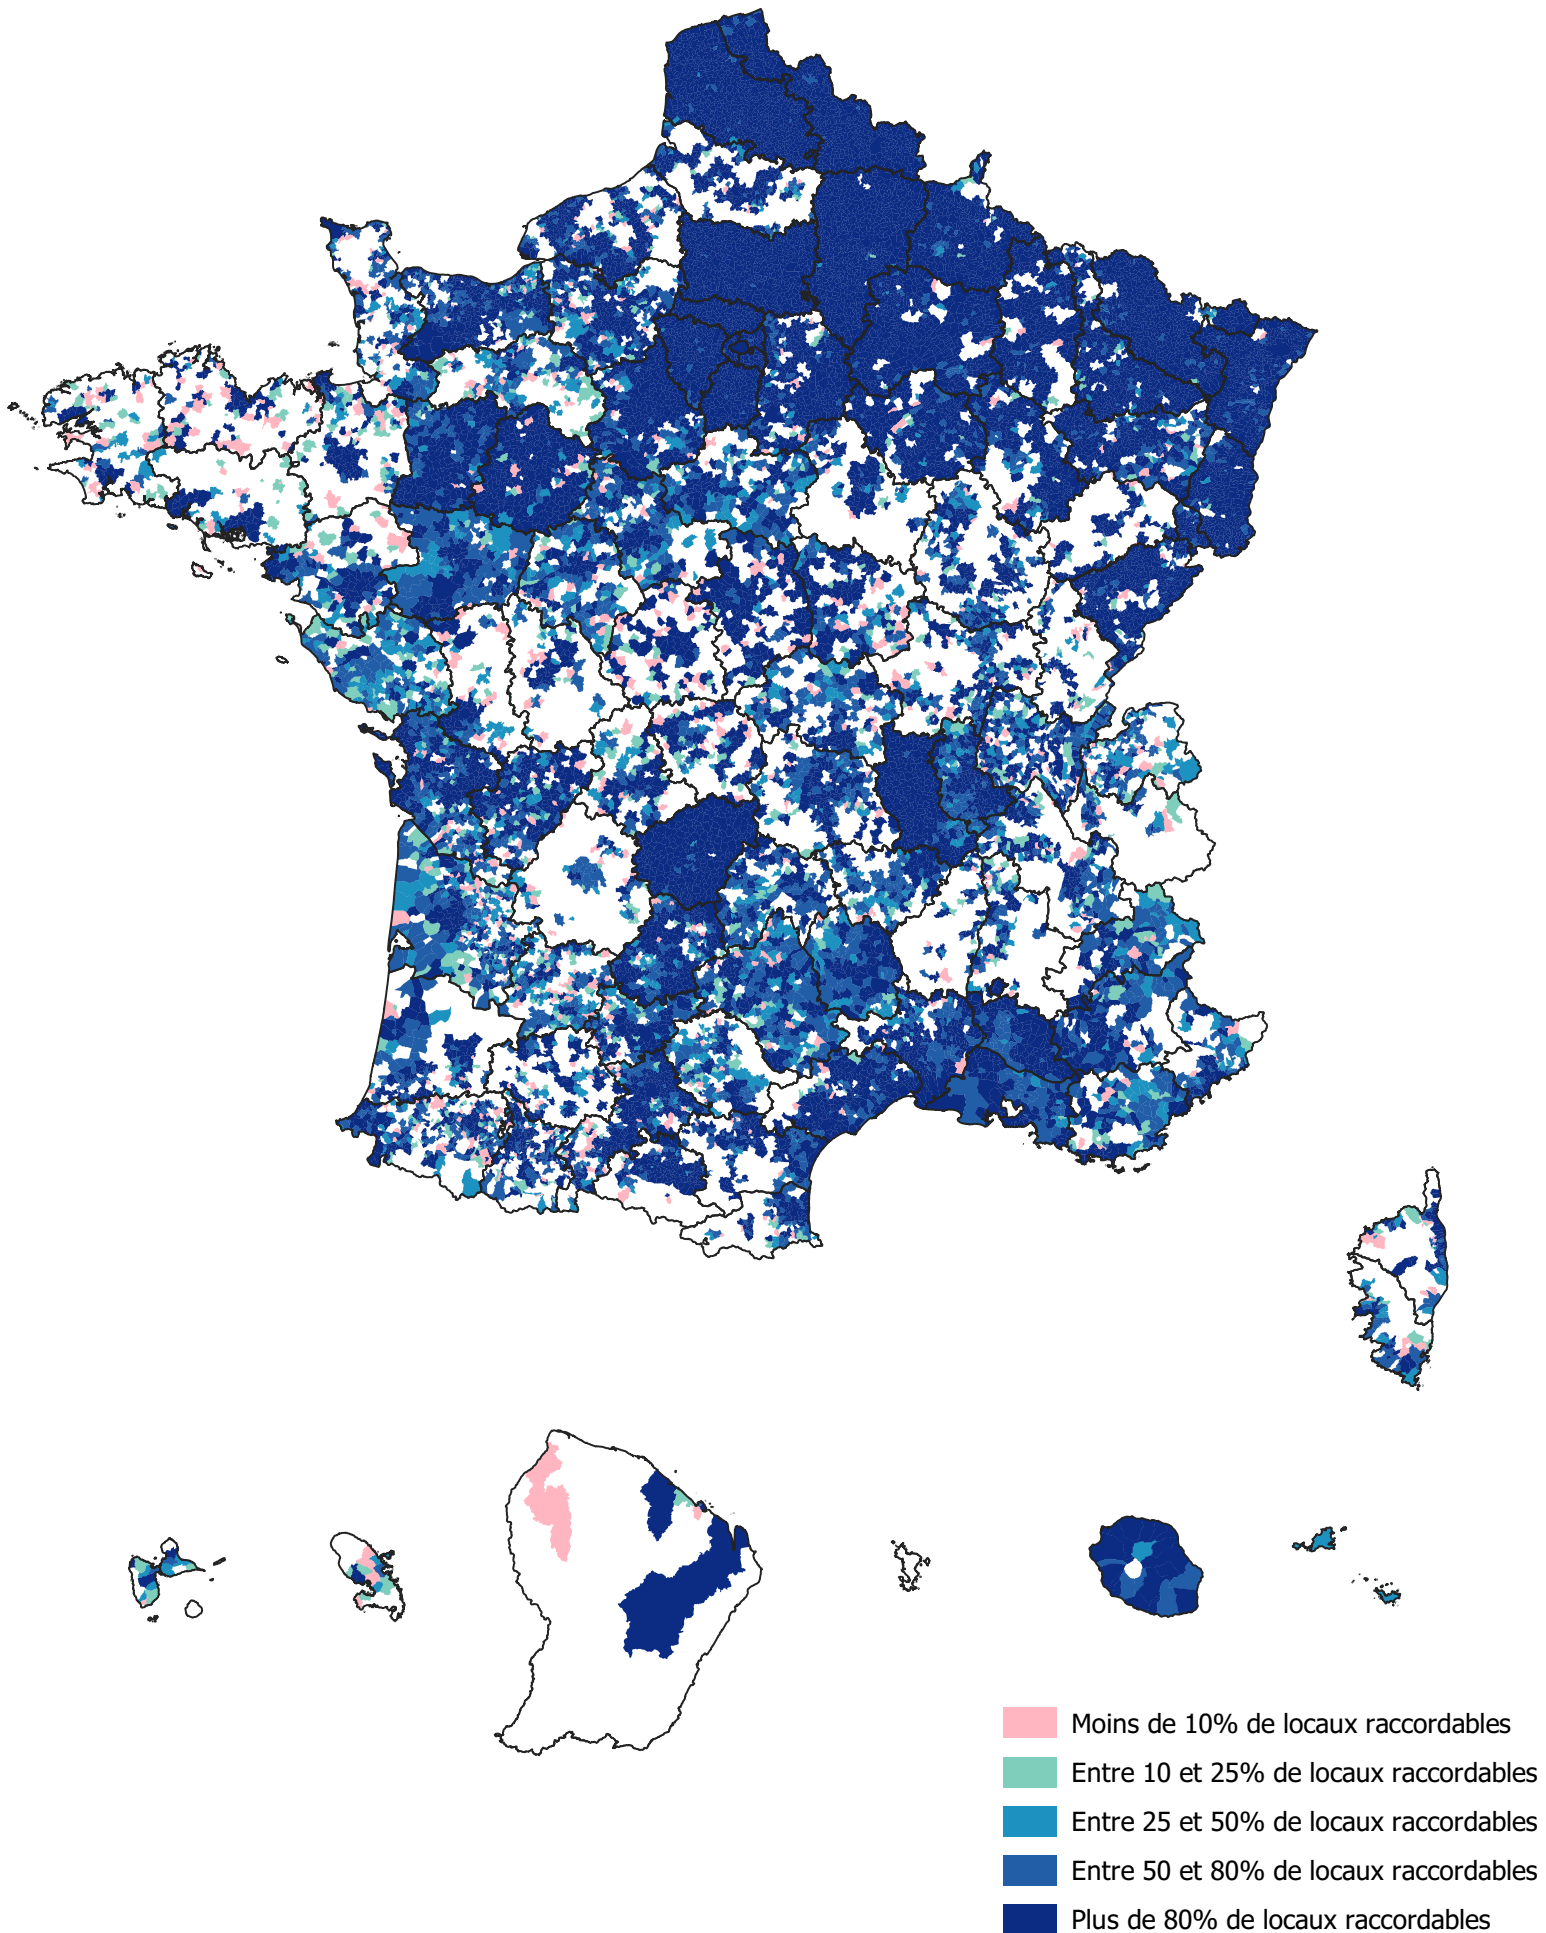 Moins de 10% de locaux raccordables
Entre 10 et 25% de locaux raccordables
Entre 25 et 50% de locaux raccordables
Entre 50 et 80% de locaux raccordables
Plus de 80% de locaux raccordables